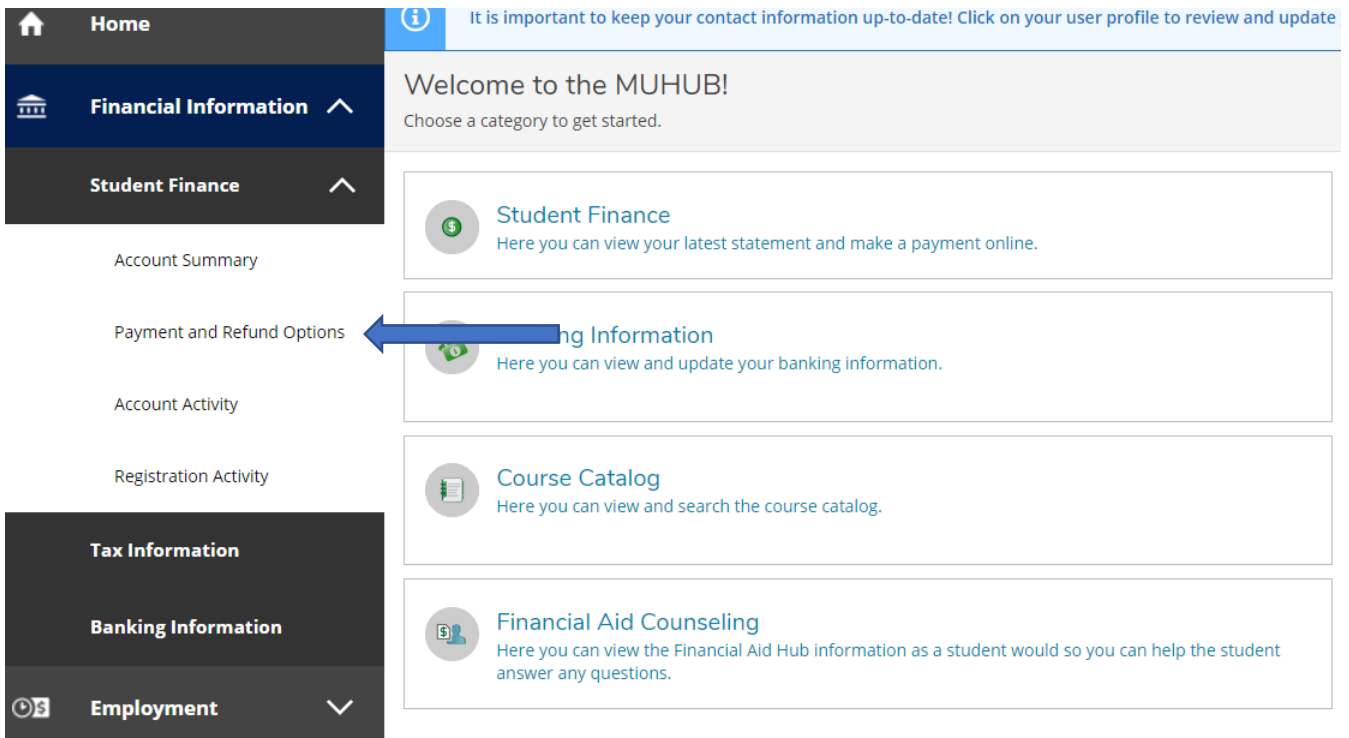 Home
Financial Information
Student Finance
Account Summary
Payment and Refund Options
Account Activity
Registration Activity
Tax Information
Banking Information
Employment
It is important to keep your contact information up-to-date! Click on your user profile to review and update
Welcome to the MUHUB!
Choose a category to get started.
Student Finance
Here you can view your latest statement and make a payment online.
ng Information
Here you can view and update your banking information.
Course Catalog
Here you can view and search the course catalog.
Financial Aid Counseling
Here you can view the Financial Aid Hub information as a student would so you can help the student
answer any questions.